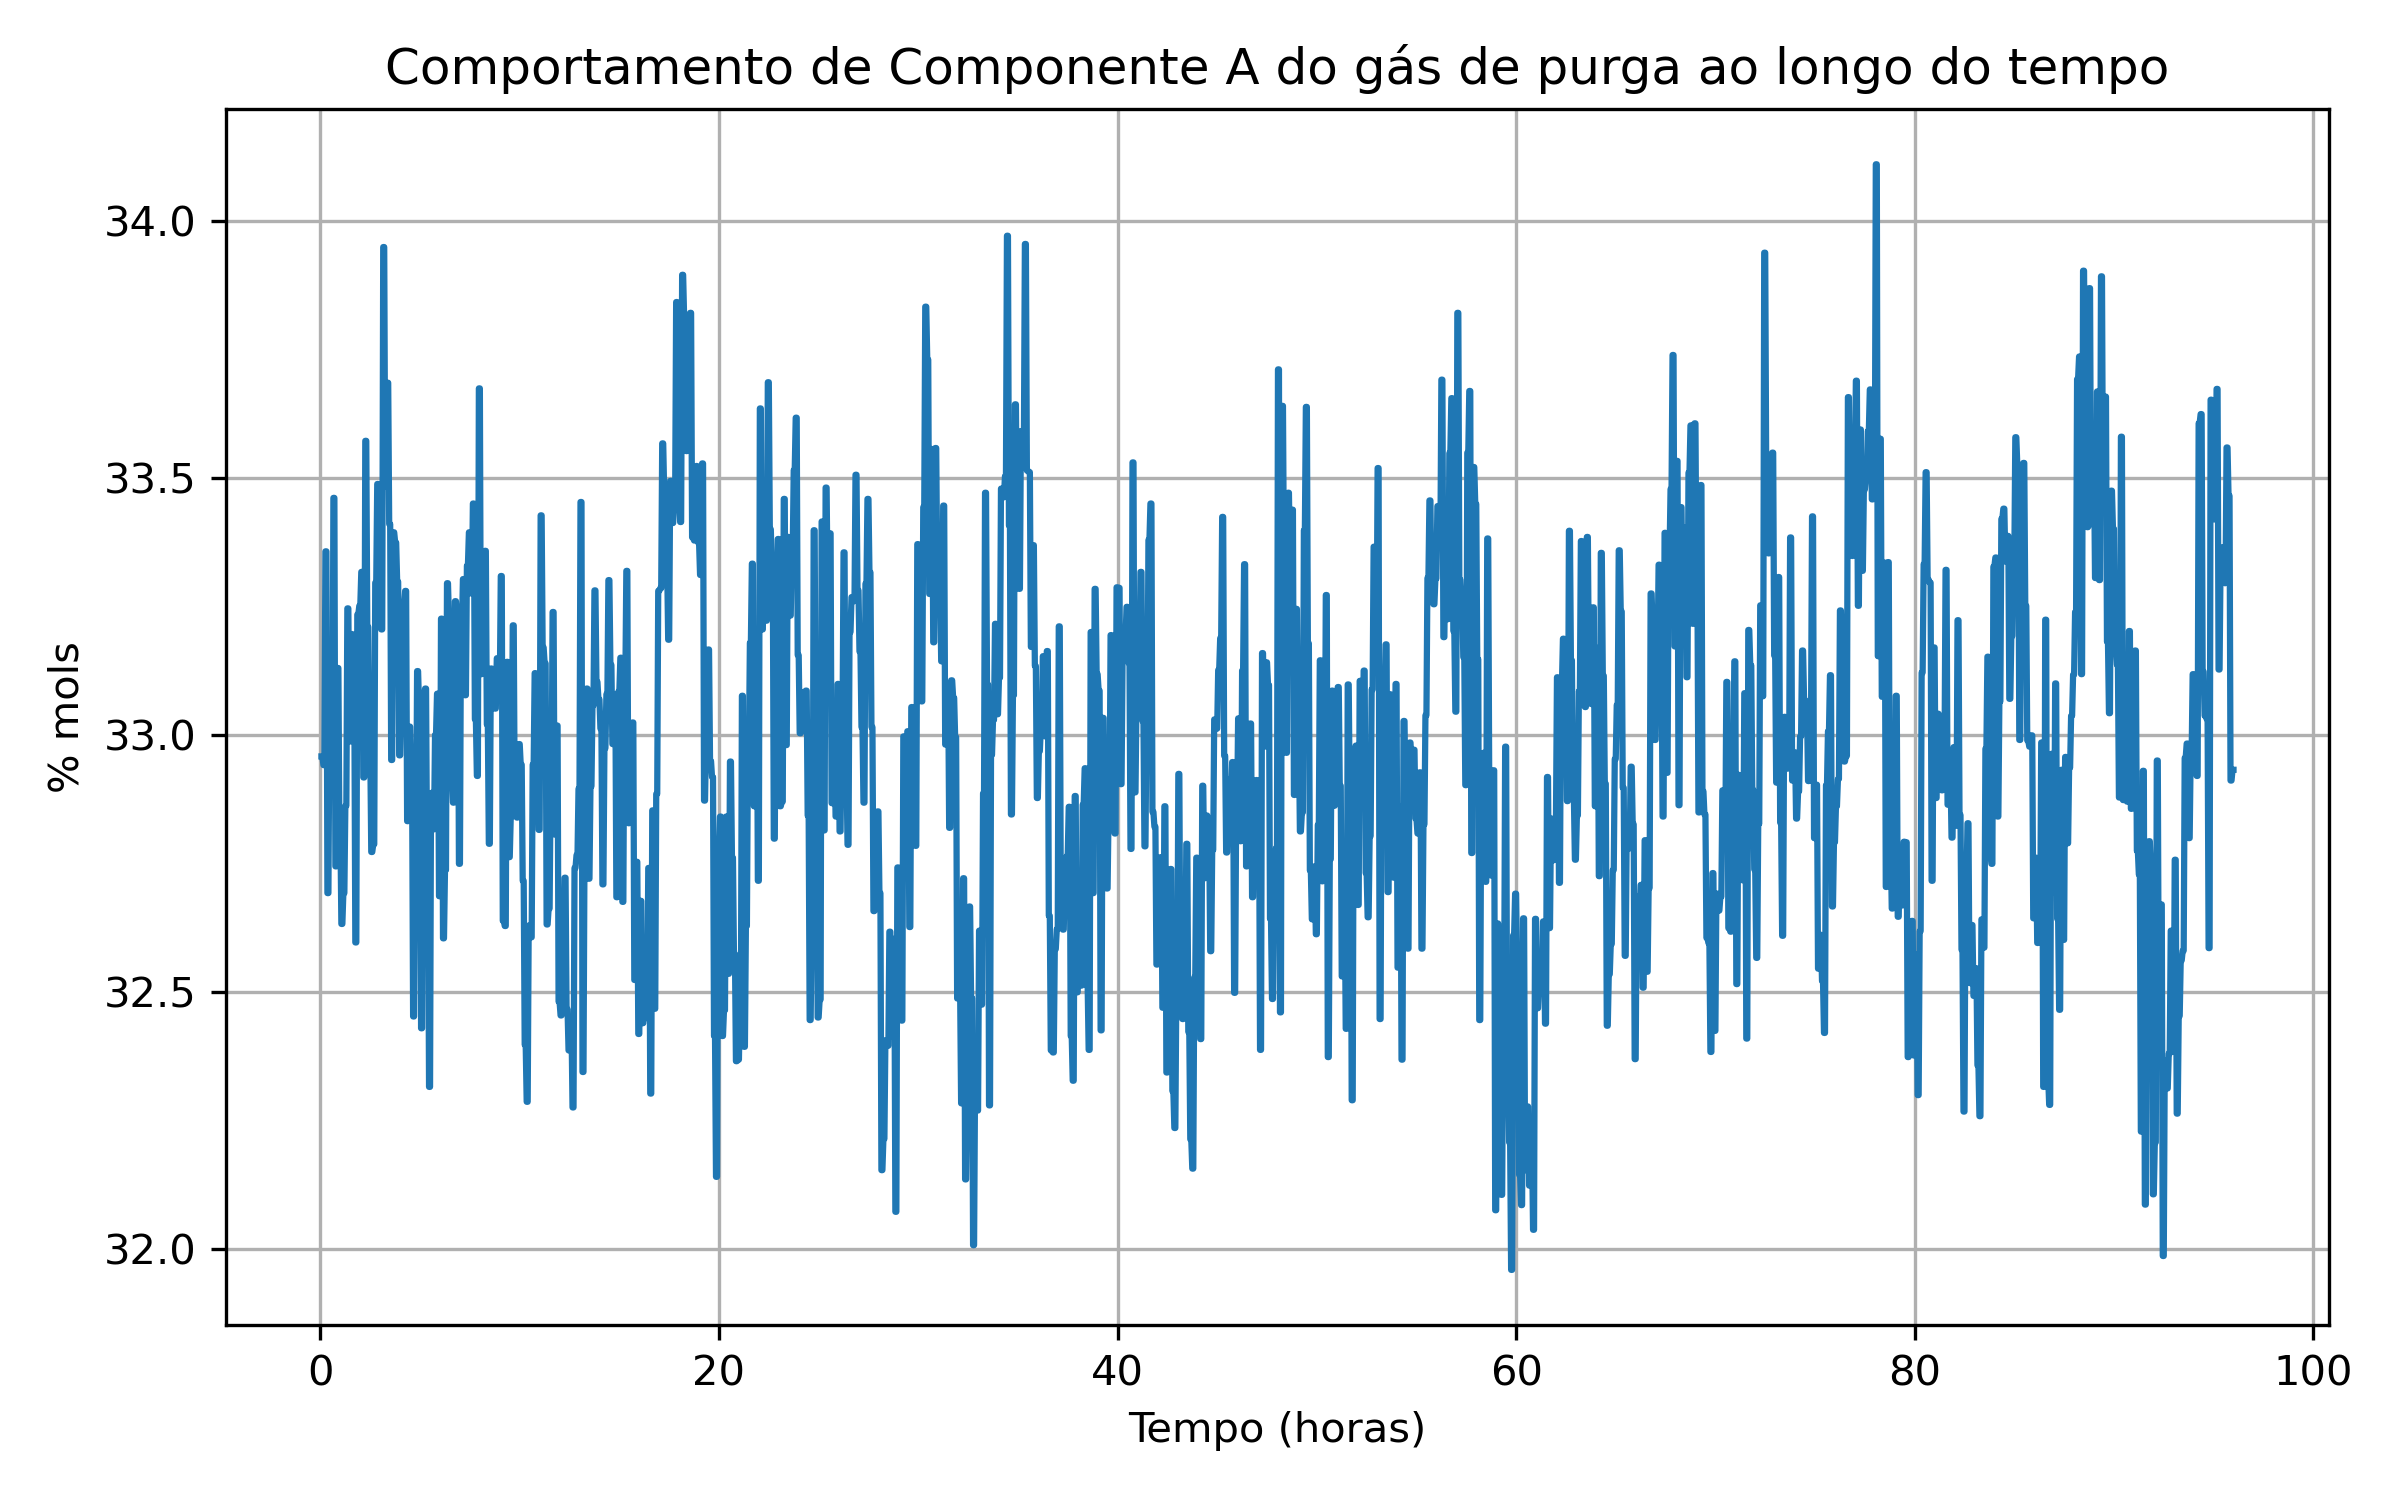 Comportamento de Componente A do gás de purga ao longo do tempo
34.0
33.5
33.0
32.5
32.0
% mols
0 20 40 60 80 100
Tempo (horas)